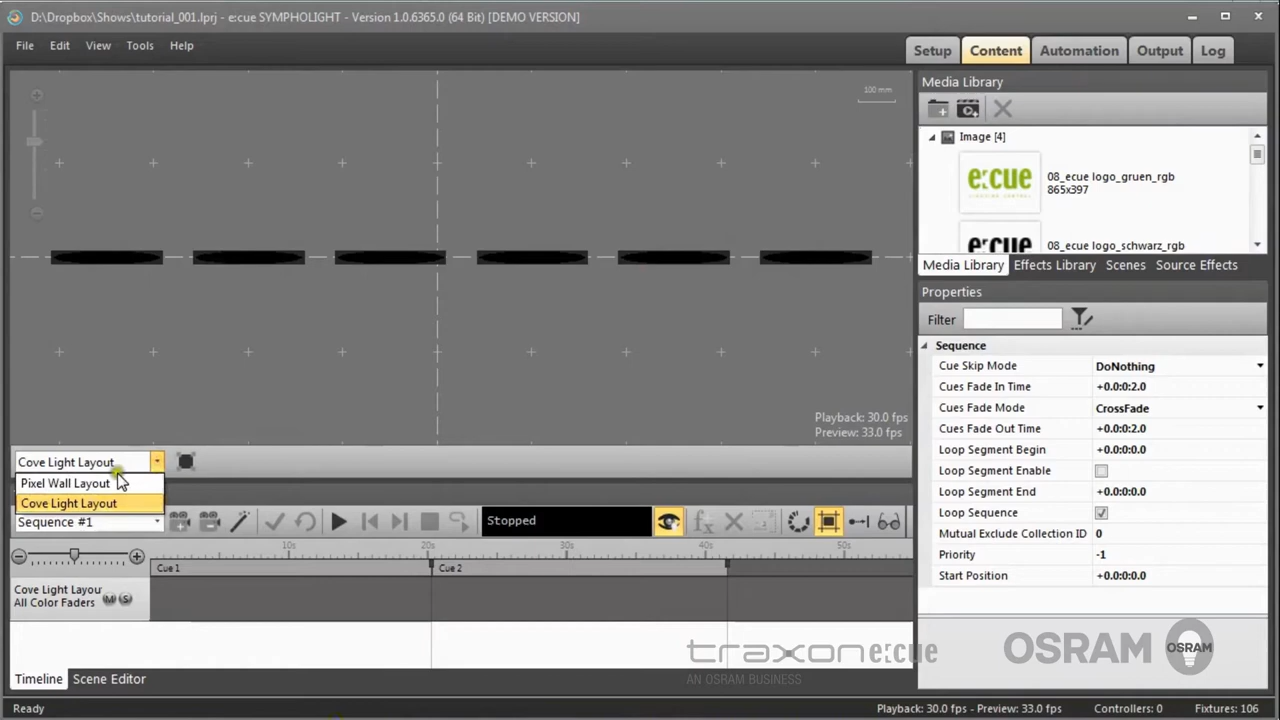 D:\Dropbox\Shows\tutorial_001.lprj - e:cue SYMPHOLIGHT - Version 1.0.6365.0 (64 Bit) [DEMO VERSION]
File Edit View Tools Help
Setup Content Automation Output Log
100 mm
Media Library
Image [4]
e:cue
08_ecue logo_gruen_rgb
865x397
e:cue
08_ecue logo_schwarz_rgb
Media Library Effects Library Scenes Source Effects
Properties
Filter
Sequence
Cue Skip Mode DoNothing
Cues Fade In Time +0.0:0:2.0
Cues Fade Mode CrossFade
Cues Fade Out Time +0.0:0:2.0
Loop Segment Begin +0.0:0:0.0
Loop Segment Enable
Loop Segment End +0.0:0:0.0
Loop Sequence
Mutual Exclude Collection ID 0
Priority -1
Start Position +0.0:0:0.0
Playback: 30.0 fps
Preview: 33.0 fps
Cove Light Layout
Pixel Wall Layout
Cove Light Layout
Sequence #1
Stopped
10s 20s 30s 40s 50s
Cue 1 Cue 2
Cove Light Layou
All Color Faders M S
traxon e:cue
AN OSRAM BUSINESS
OSRAM
OSRAM
Timeline Scene Editor
Ready Playback: 30.0 fps - Preview: 33.0 fps Controllers: 0 Fixtures: 106